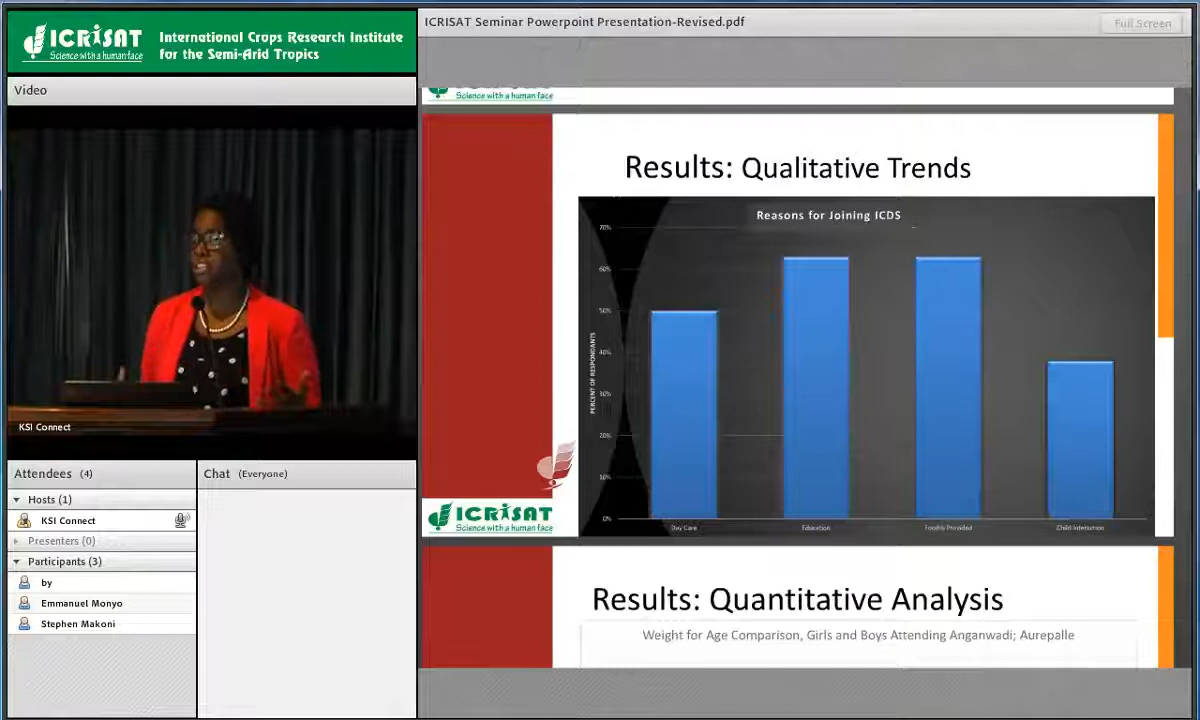 ICRISAT
Science with a human face
International Crops Research Institute
for the Semi-Arid Tropics
Video
KSI Connect
Attendees (4)
Hosts (1)
KSI Connect
Presenters (0)
Participants (3)
by
Emmanuel Monyo
Stephen Makoni
Chat (Everyone)
ICRISAT Seminar Powerpoint Presentation-Revised.pdf
Full Screen
Science with a human face
Results: Qualitative Trends
Reasons for Joining ICDS
70%
60%
50%
40%
30%
20%
10%
0%
PERCENT OF RESPONDANTS
Day Care
Education
Food Is Provided
Child Interaction
ICRISAT
Science with a human face
Results: Quantitative Analysis
Weight for Age Comparison, Girls and Boys Attending Anganwadi; Aurepalle